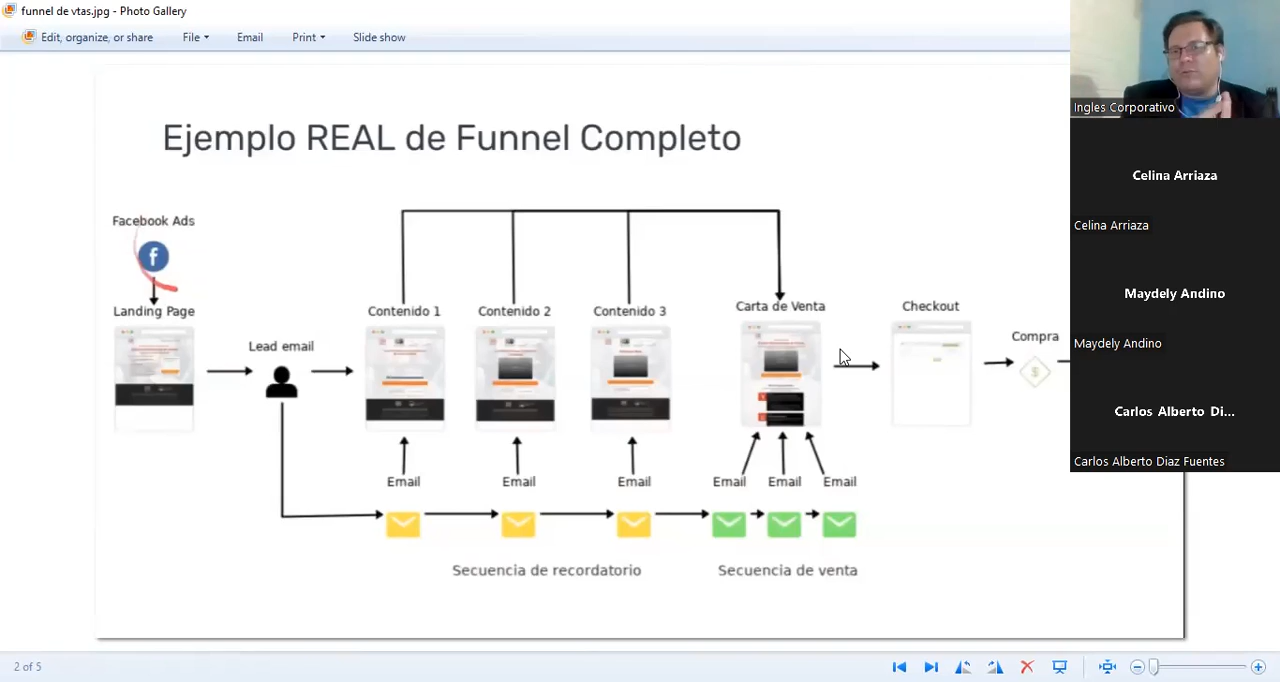 funnel de vtas.jpg - Photo Gallery
Edit, organize, or share File Email Print Slide show
Ingles Corporativo
Celina Arriaza
Celina Arriaza
Maydely Andino
Maydely Andino
Carlos Alberto Di...
Carlos Alberto Diaz Fuentes
Ejemplo REAL de Funnel Completo
Facebook Ads
f
Landing Page
Lead email
Contenido 1 Contenido 2 Contenido 3 Carta de Venta Checkout
Compra
$
Email Email Email Email Email Email
Secuencia de recordatorio Secuencia de venta
2 of 5